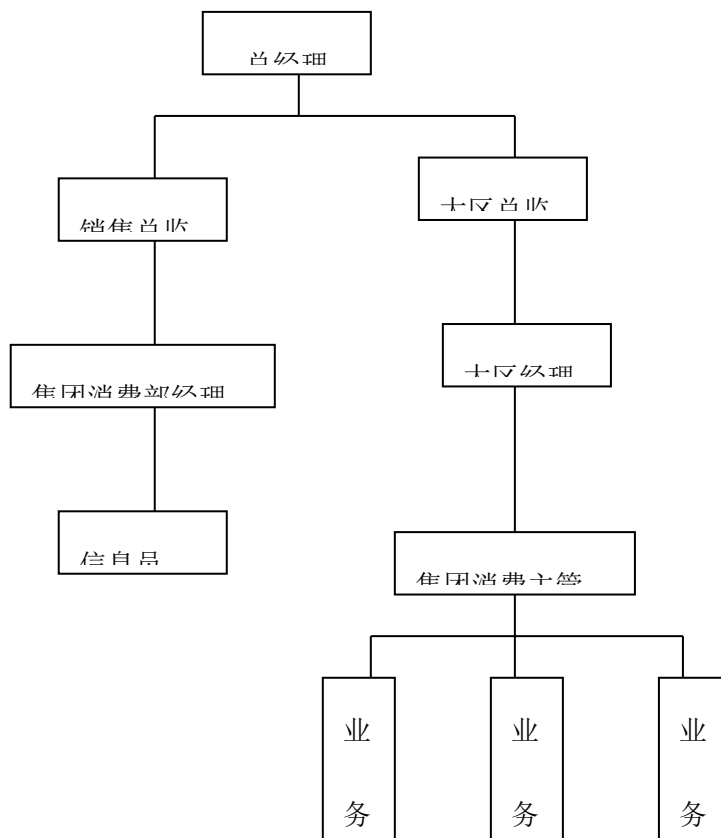 总经理
销售总监
大区总监
集团消费部经理
大区经理
信息员
集团消费主管
业务
业务
业务